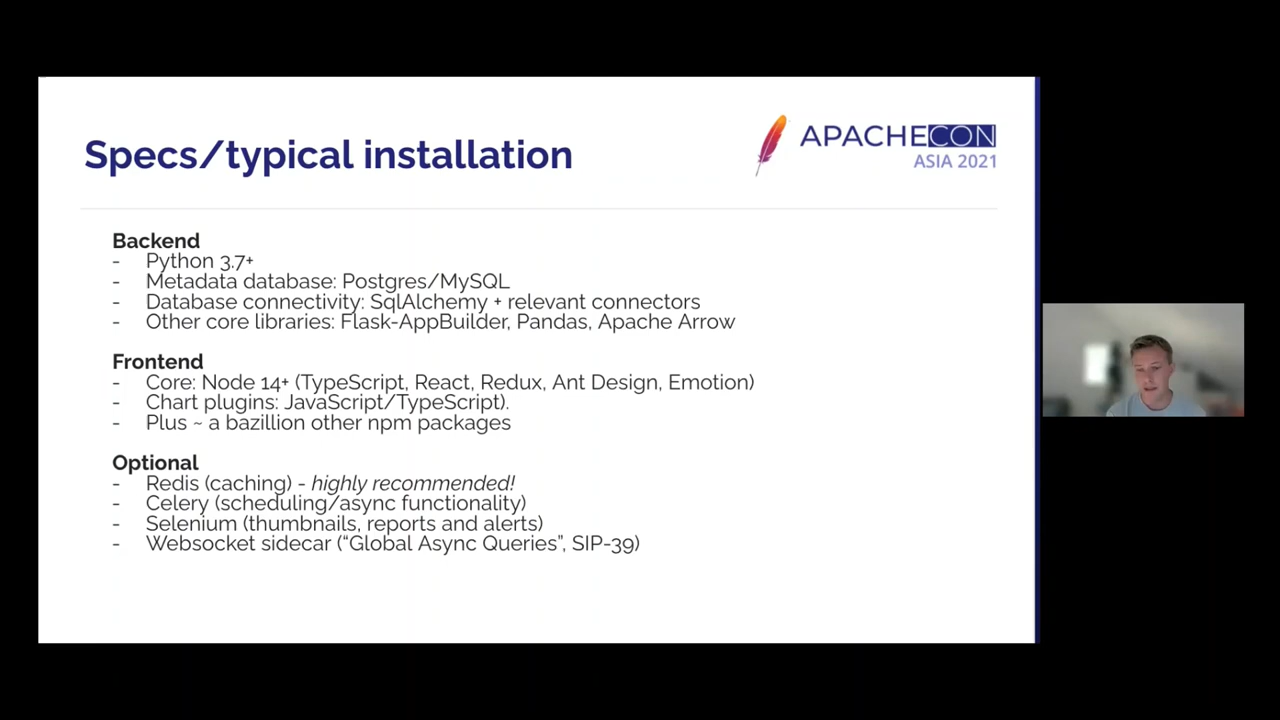 Specs/typical installation
APACHECON
ASIA 2021
Backend
- Python 3.7+
- Metadata database: Postgres/MySQL
- Database connectivity: SqlAlchemy + relevant connectors
- Other core libraries: Flask-AppBuilder, Pandas, Apache Arrow
Frontend
- Core: Node 14+ (TypeScript, React, Redux, Ant Design, Emotion)
- Chart plugins: JavaScript/TypeScript).
- Plus ~ a bazillion other npm packages
Optional
- Redis (caching) - highly recommended!
- Celery (scheduling/async functionality)
- Selenium (thumbnails, reports and alerts)
- Websocket sidecar (“Global Async Queries”, SIP-39)